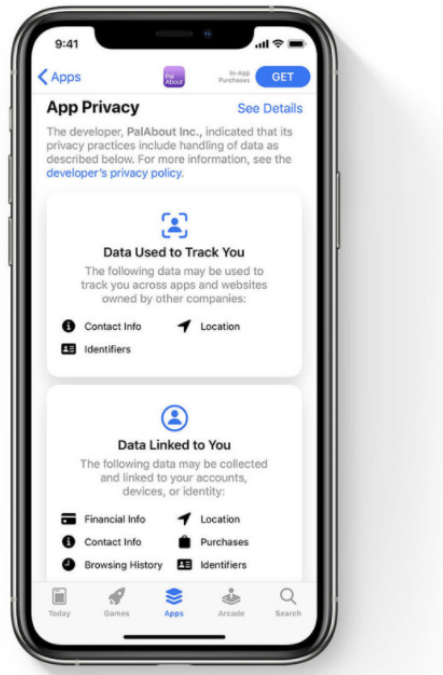 9:41
Apps
Pal About
In-App Purchases
GET
App Privacy
See Details
The developer, PalAbout Inc., indicated that its
privacy practices include handling of data as
described below. For more information, see the
developer's privacy policy.
Data Used to Track You
The following data may be used to
track you across apps and websites
owned by other companies:
Contact Info
Location
Identifiers
Data Linked to You
The following data may be collected
and linked to your accounts,
devices, or identity:
Financial Info
Location
Contact Info
Purchases
Browsing History
Identifiers
Today
Games
Apps
Arcade
Search